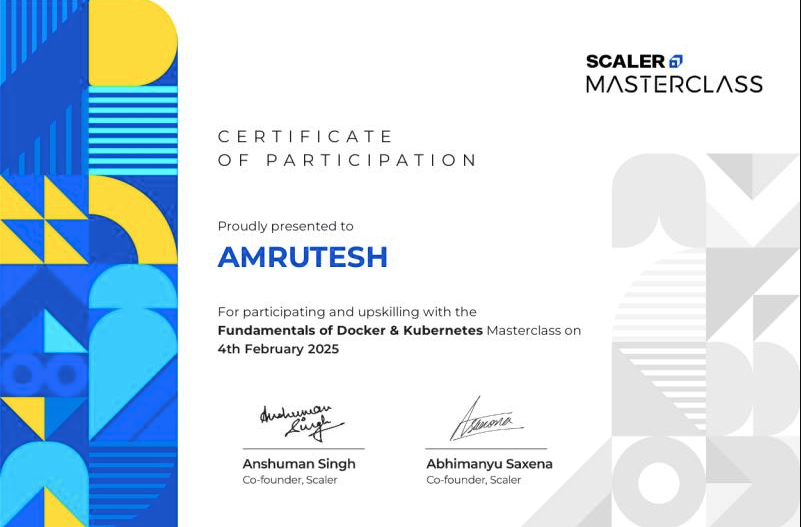 SCALER
MASTERCLASS
CERTIFICATE
OF PARTICIPATION
Proudly presented to
AMRUTESH
For participating and upskilling with the
Fundamentals of Docker & Kubernetes Masterclass on
4th February 2025
Anshuman
Singh
Asaxena
Anshuman Singh
Co-founder, Scaler
Abhimanyu Saxena
Co-founder, Scaler